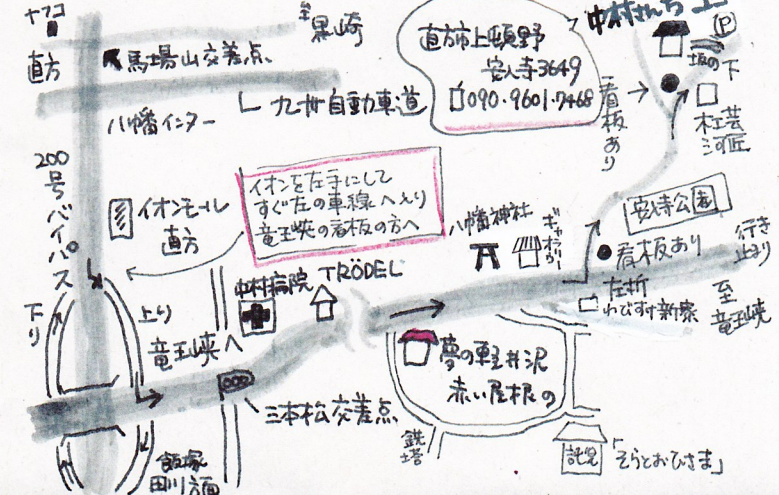 ナフコ
直方
馬場山交差点
至
黒崎
九州自動車道
八幡インター
200号バイパス
イオンモール
直方
イオンを左手にして
すぐ左の車線へ入り
竜王峡の看板の方へ
直方市上頓野
安入寺3649
090-9601-7468
中村さんち
P
坂の下
看板あり
木工芸
河匠
安入寺公園
看板あり
行き止まり
八幡神社
ギャラリー
左折
わびすけ新家
至
竜王峡
下り
上り
竜王峡へ
中村病院
TRÖDEL
三本松交差点
飯塚
田川方面
夢の軽井沢
赤い屋根の
鉄塔
託児
「そらとおひさま」